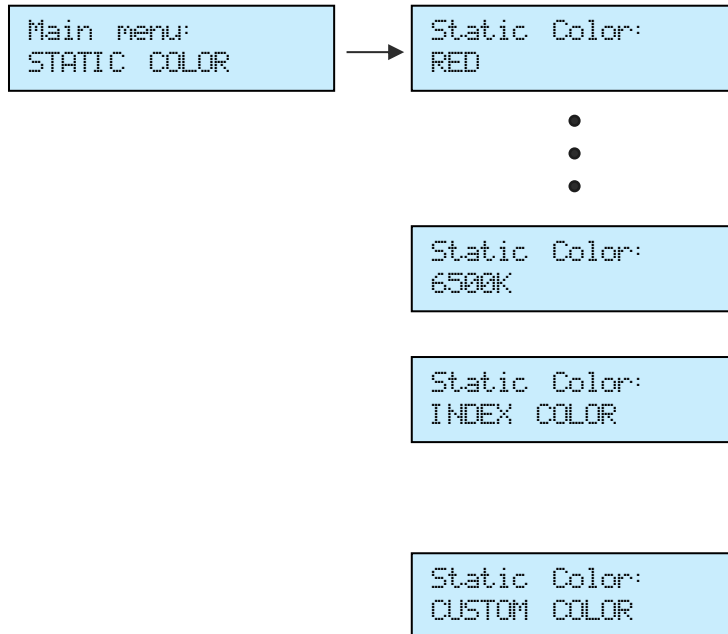 Main menu:
STATIC COLOR
Static Color:
RED
Static Color:
6500K
Static Color:
INDEX COLOR
Static Color:
CUSTOM COLOR